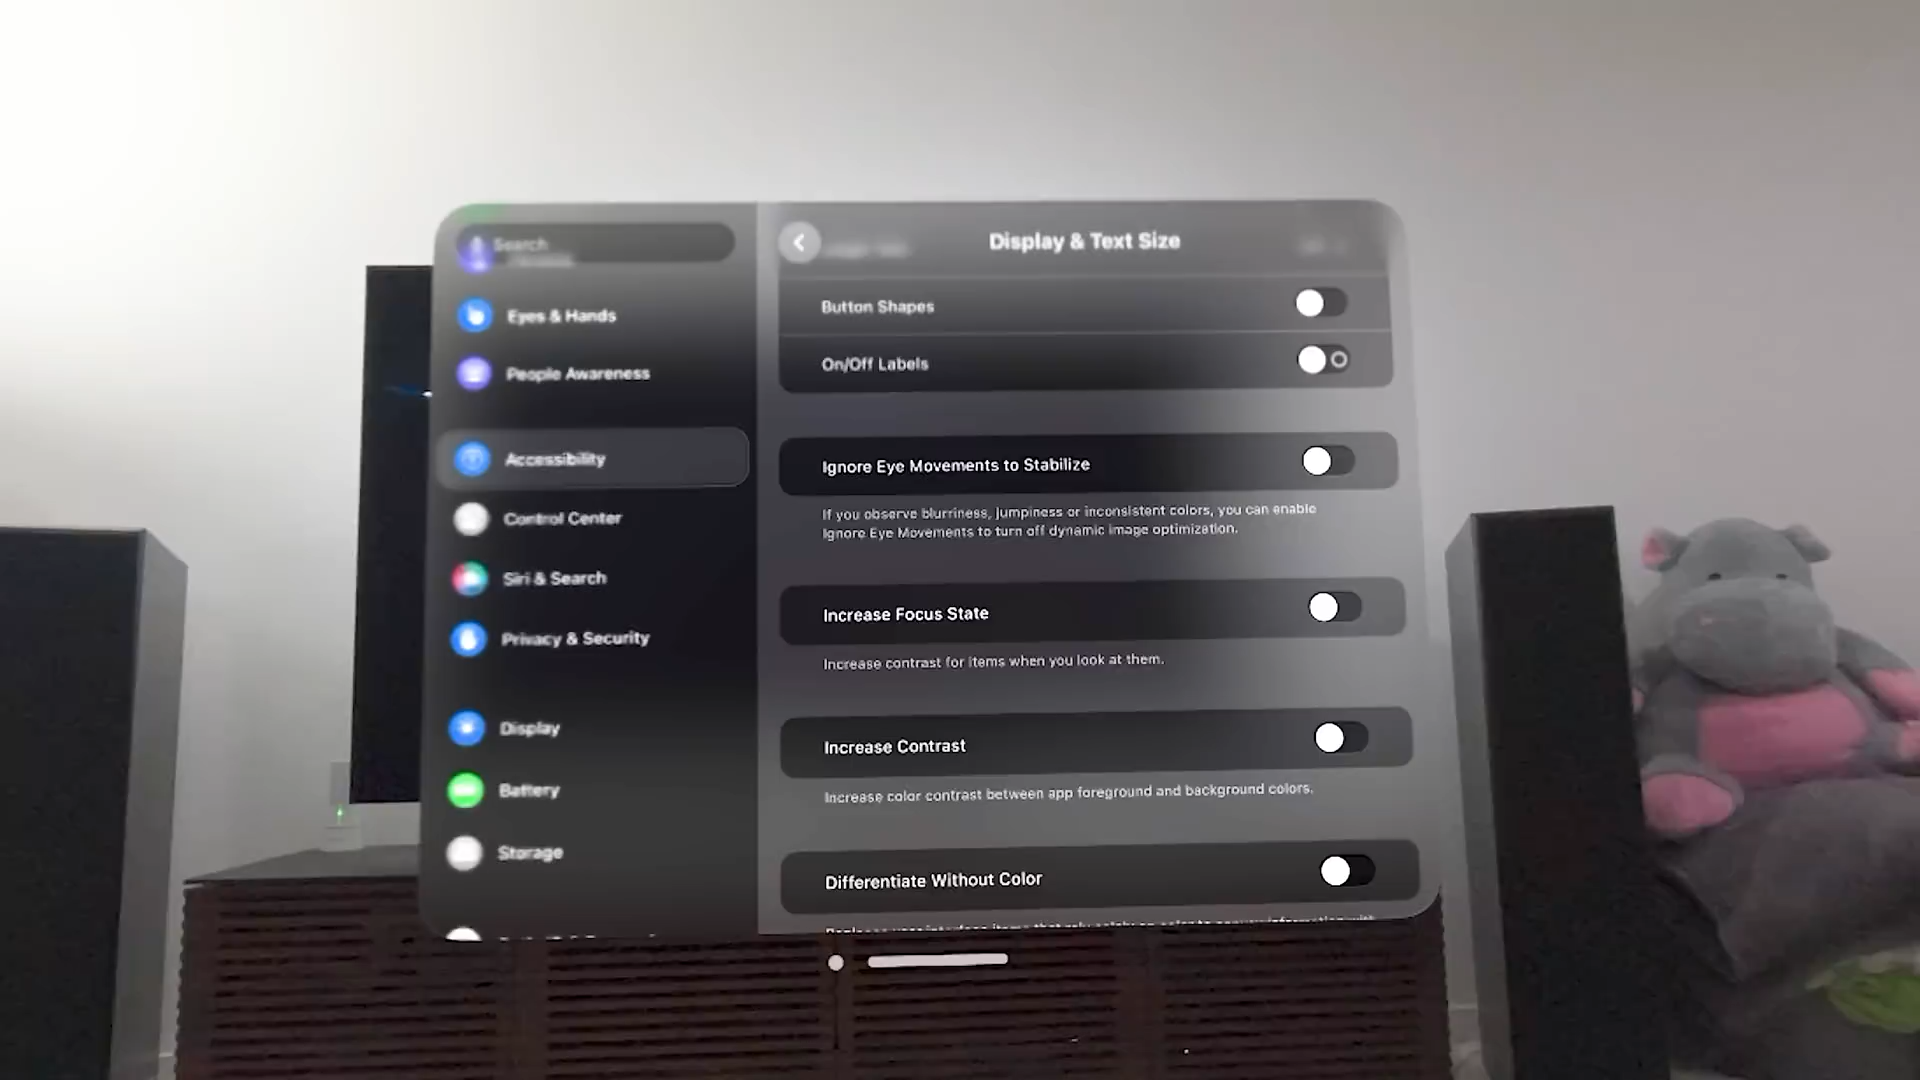 Search
Eyes & Hands
People Awareness
Accessibility
Control Center
Siri & Search
Privacy & Security
Display
Battery
Storage
Display & Text Size
Button Shapes
On/Off Labels
Ignore Eye Movements to Stabilize
If you observe blurriness, jumpiness or inconsistent colors, you can enable
Ignore Eye Movements to turn off dynamic image optimization.
Increase Focus State
Increase contrast for items when you look at them.
Increase Contrast
Increase color contrast between app foreground and background colors.
Differentiate Without Color